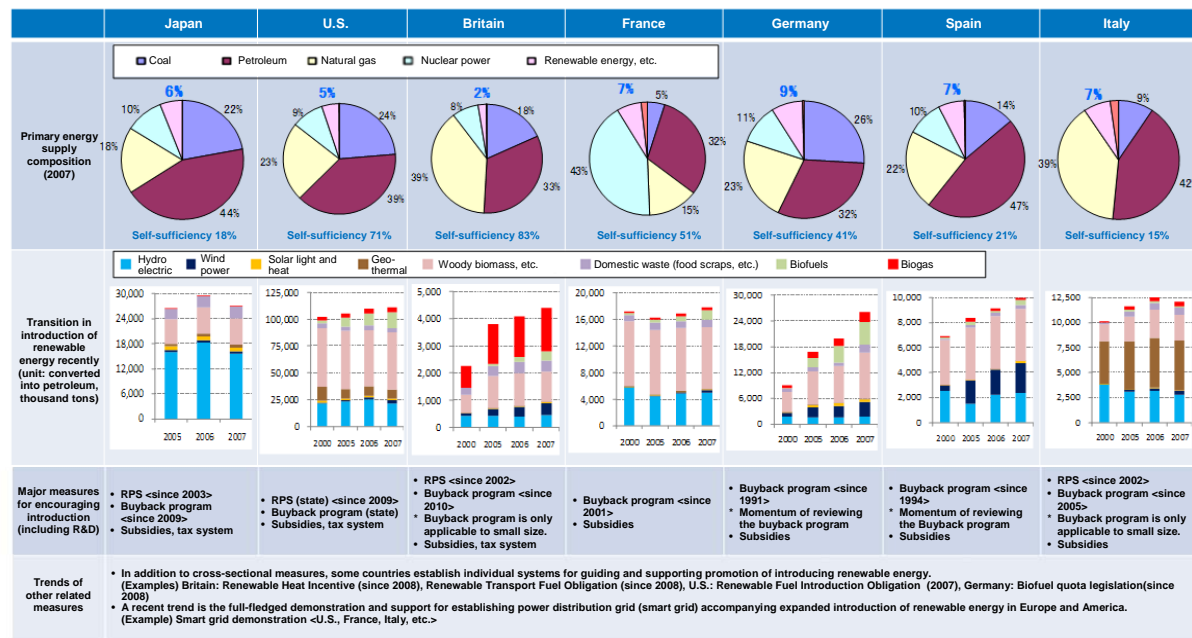 Japan
U.S.
Britain
France
Germany
Spain
Italy
Primary energy
supply
composition
(2007)
Coal
Petroleum
Natural gas
Nuclear power
Renewable energy, etc.
6%
10%
22%
18%
44%
Self-sufficiency 18%
5%
9%
24%
23%
39%
Self-sufficiency 71%
2%
8%
18%
39%
33%
Self-sufficiency 83%
7%
5%
32%
43%
15%
Self-sufficiency 51%
9%
11%
26%
23%
32%
Self-sufficiency 41%
7%
10%
14%
22%
47%
Self-sufficiency 21%
7%
9%
39%
42
Self-sufficiency 15%
Transition in
introduction of
renewable
energy recently
(unit: converted
into petroleum,
thousand tons)
Hydro
electric
Wind
power
Solar light and
heat
Geo-
thermal
Woody biomass, etc.
Domestic waste (food scraps, etc.)
Biofuels
Biogas
30,000
24,000
18,000
12,000
6,000
0
2005
2006
2007
125,000
100,000
75,000
50,000
25,000
0
2000
2005
2006
2007
5,000
4,000
3,000
2,000
1,000
0
2000
2005
2006
2007
20,000
16,000
12,000
8,000
4,000
0
2000
2005
2006
2007
30,000
24,000
18,000
12,000
6,000
0
2000
2005
2006
2007
10,000
8,000
6,000
4,000
2,000
0
2000
2005
2006
2007
12,500
10,000
7,500
5,000
2,500
0
2000
2005
2006
2007
Major measures
for encouraging
introduction
(including R&D)
• RPS <since 2003>
• Buyback program
<since 2009>
• Subsidies, tax system
• RPS (state) <since 2009>
• Buyback program (state)
• Subsidies, tax system
• RPS <since 2002>
• Buyback program <since
2010>
* Buyback program is only
applicable to small size.
• Subsidies, tax system
• Buyback program <since
2001>
• Subsidies
• Buyback program <since
1991>
* Momentum of reviewing
the buyback program
• Subsidies
• Buyback program <since
1994>
* Momentum of reviewing
the Buyback program
• Subsidies
• RPS <since 2002>
• Buyback program <since
2005>
* Buyback program is only
applicable to small size.
• Subsidies
Trends of
other related
measures
• In addition to cross-sectional measures, some countries establish individual systems for guiding and supporting promotion of introducing renewable energy.
(Examples) Britain: Renewable Heat Incentive (since 2008), Renewable Transport Fuel Obligation (since 2008), U.S.: Renewable Fuel Introduction Obligation (2007), Germany: Biofuel quota legislation(since
2008)
• A recent trend is the full-fledged demonstration and support for establishing power distribution grid (smart grid) accompanying expanded introduction of renewable energy in Europe and America.
(Example) Smart grid demonstration <U.S., France, Italy, etc.>